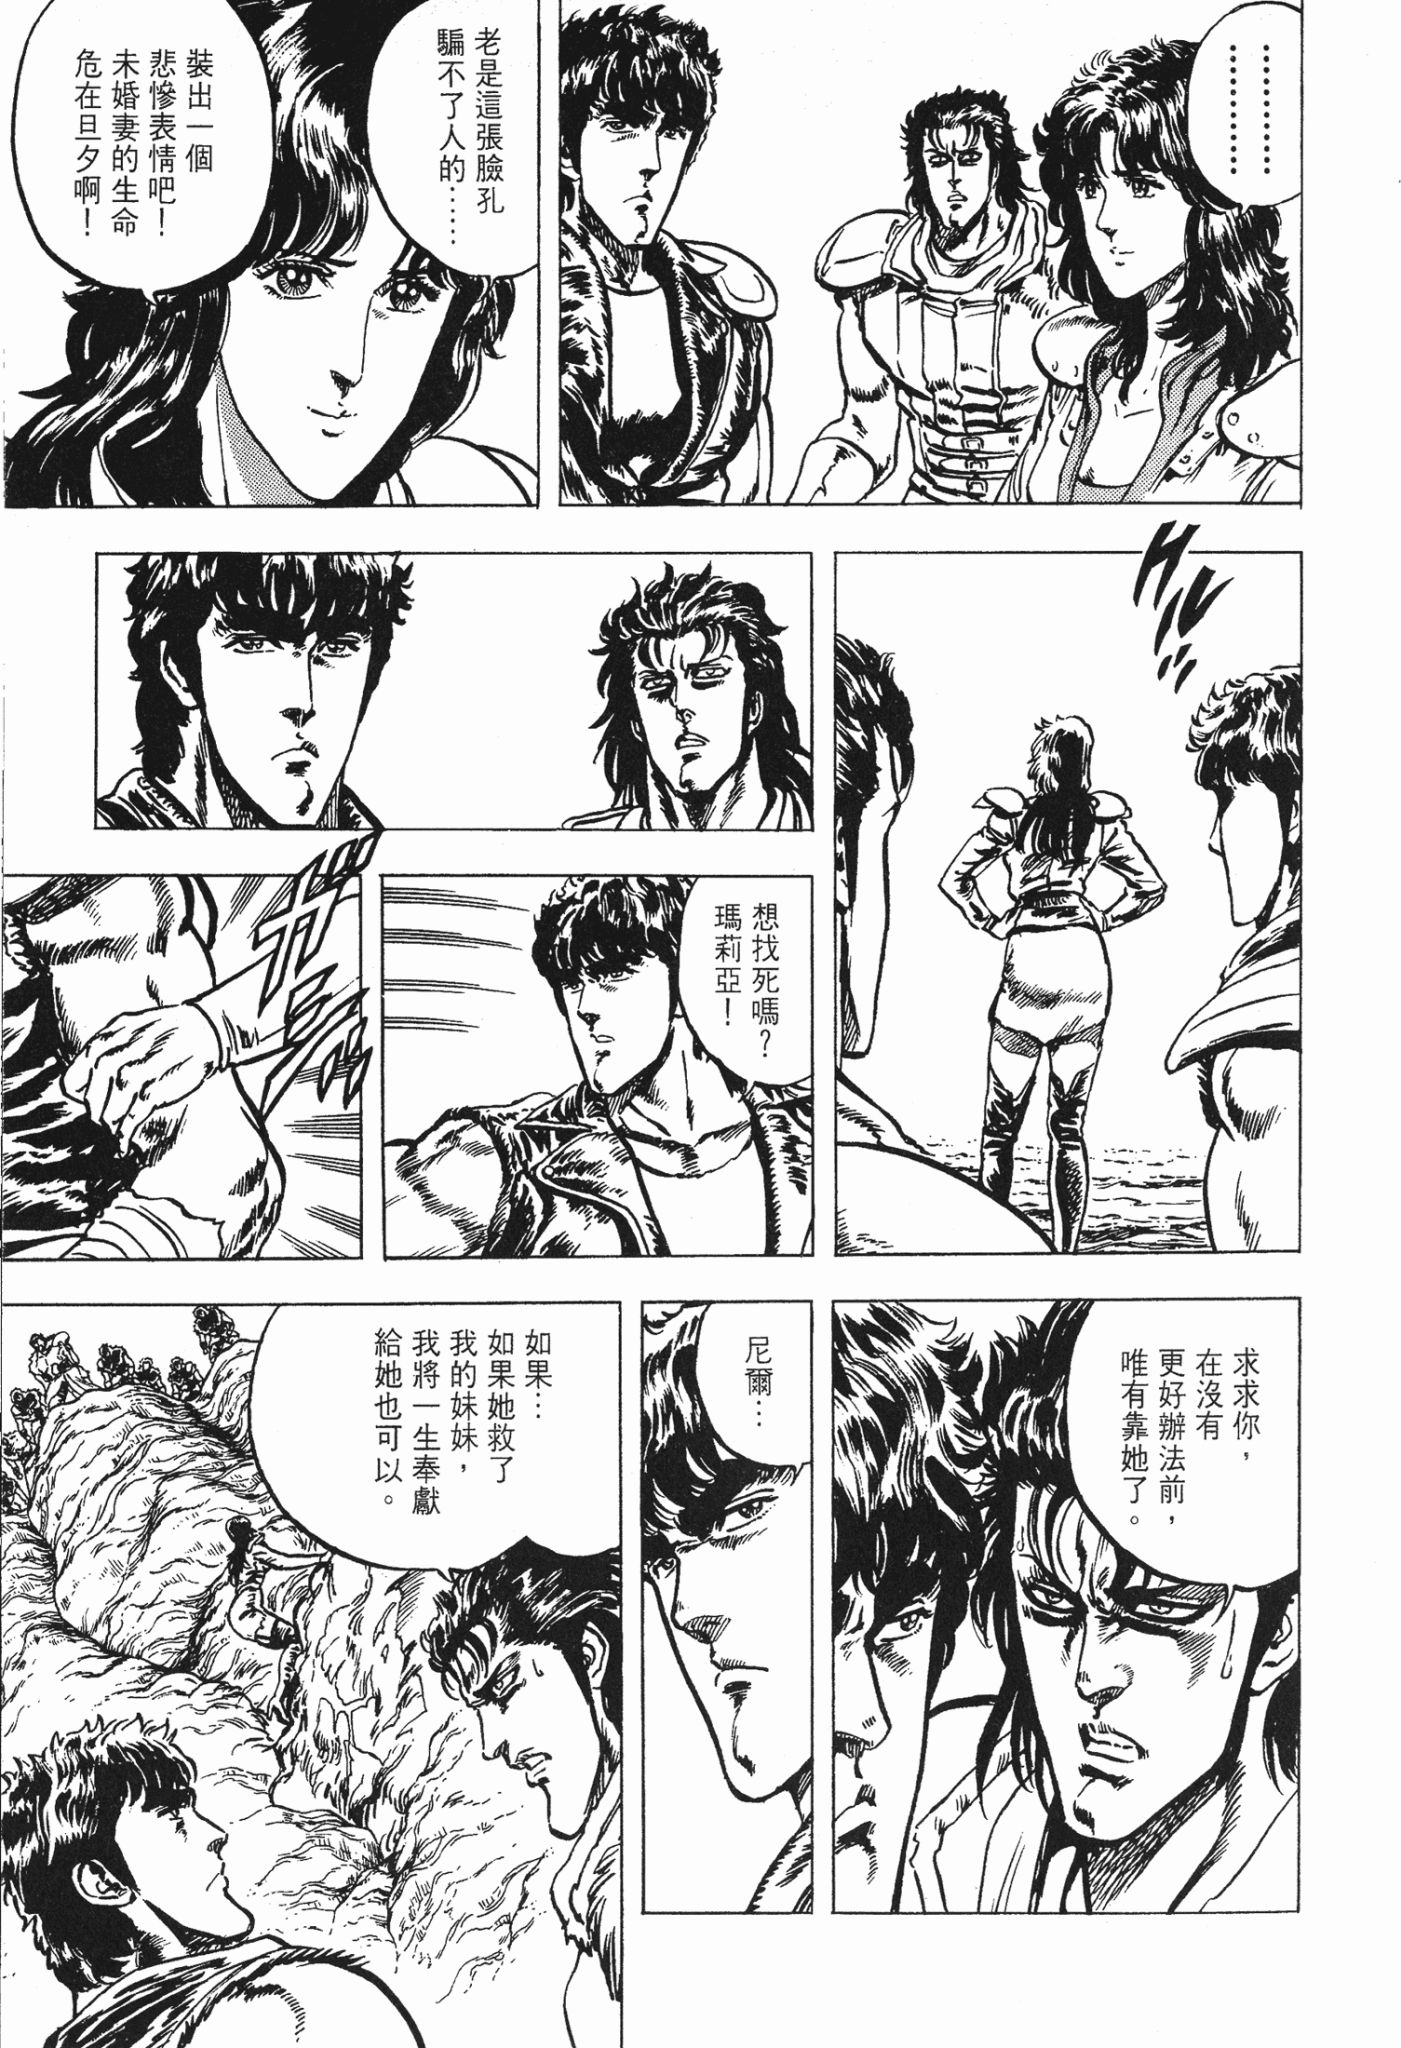 …………
…………
老是這張臉孔
騙不了人的……
裝出一個
悲慘表情吧！
未婚妻的生命
危在旦夕啊！
想找死嗎？
瑪莉亞！
求求你，
在沒有
更好辦法前，
唯有靠她了。
尼爾…
如果…
如果她救了
我的妹妹，
我將一生奉獻
給她也可以。